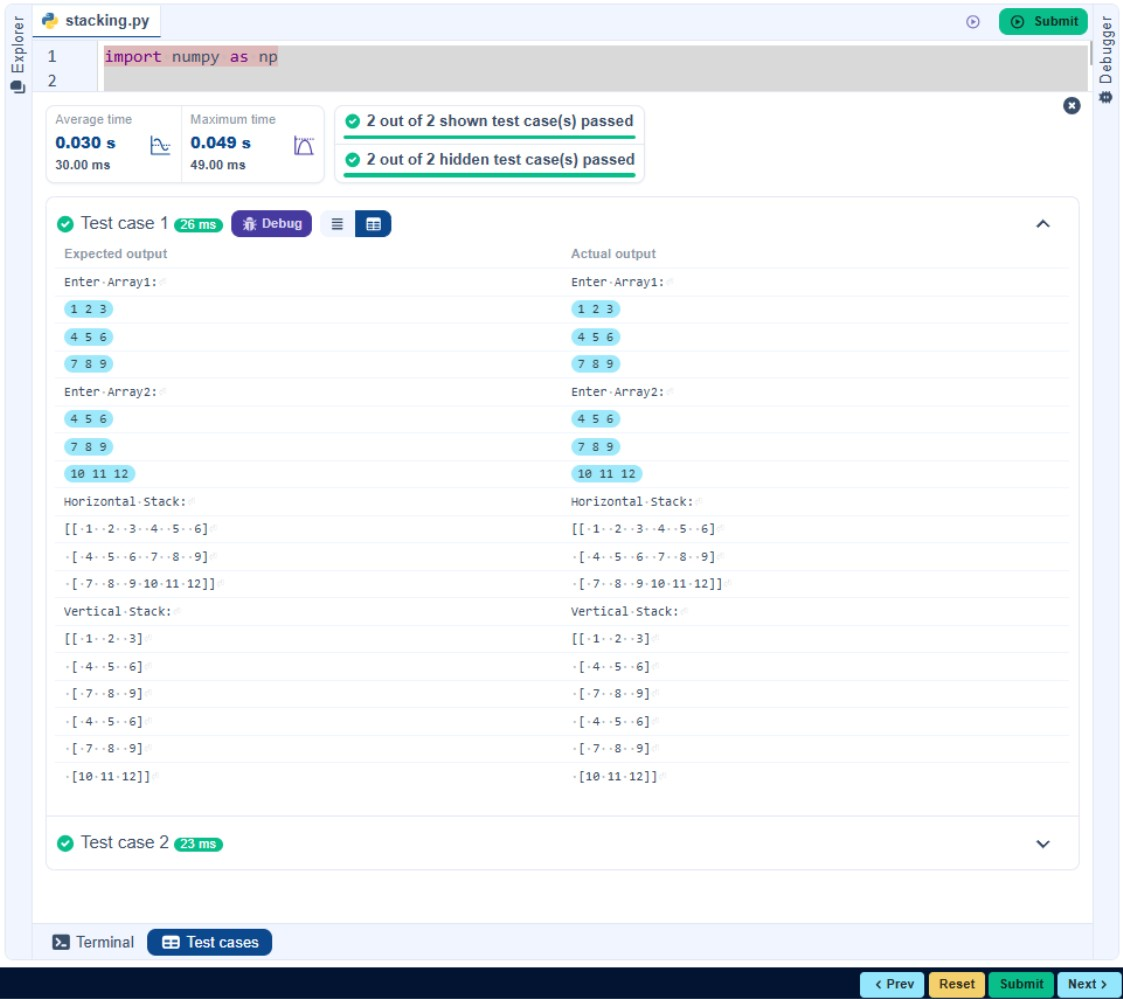 Explorer
stacking.py
Submit
Debugger
1 import numpy as np
2
Average time
0.030 s
30.00 ms
Maximum time
0.049 s
49.00 ms
2 out of 2 shown test case(s) passed
2 out of 2 hidden test case(s) passed
Test case 1 26 ms Debug
Expected output Actual output
Enter·Array1: Enter·Array1:
1 2 3 1 2 3
4 5 6 4 5 6
7 8 9 7 8 9
Enter·Array2: Enter·Array2:
4 5 6 4 5 6
7 8 9 7 8 9
10 11 12 10 11 12
Horizontal·Stack: Horizontal·Stack:
[[·1··2··3··4··5··6] [[·1··2··3··4··5··6]
·[·4··5··6··7··8··9] ·[·4··5··6··7··8··9]
·[·7··8··9·10·11·12]] ·[·7··8··9·10·11·12]]
Vertical·Stack: Vertical·Stack:
[[·1··2··3] [[·1··2··3]
·[·4··5··6] ·[·4··5··6]
·[·7··8··9] ·[·7··8··9]
·[·4··5··6] ·[·4··5··6]
·[·7··8··9] ·[·7··8··9]
·[10·11·12]] ·[10·11·12]]
Test case 2 23 ms
Terminal Test cases
< Prev Reset Submit Next >